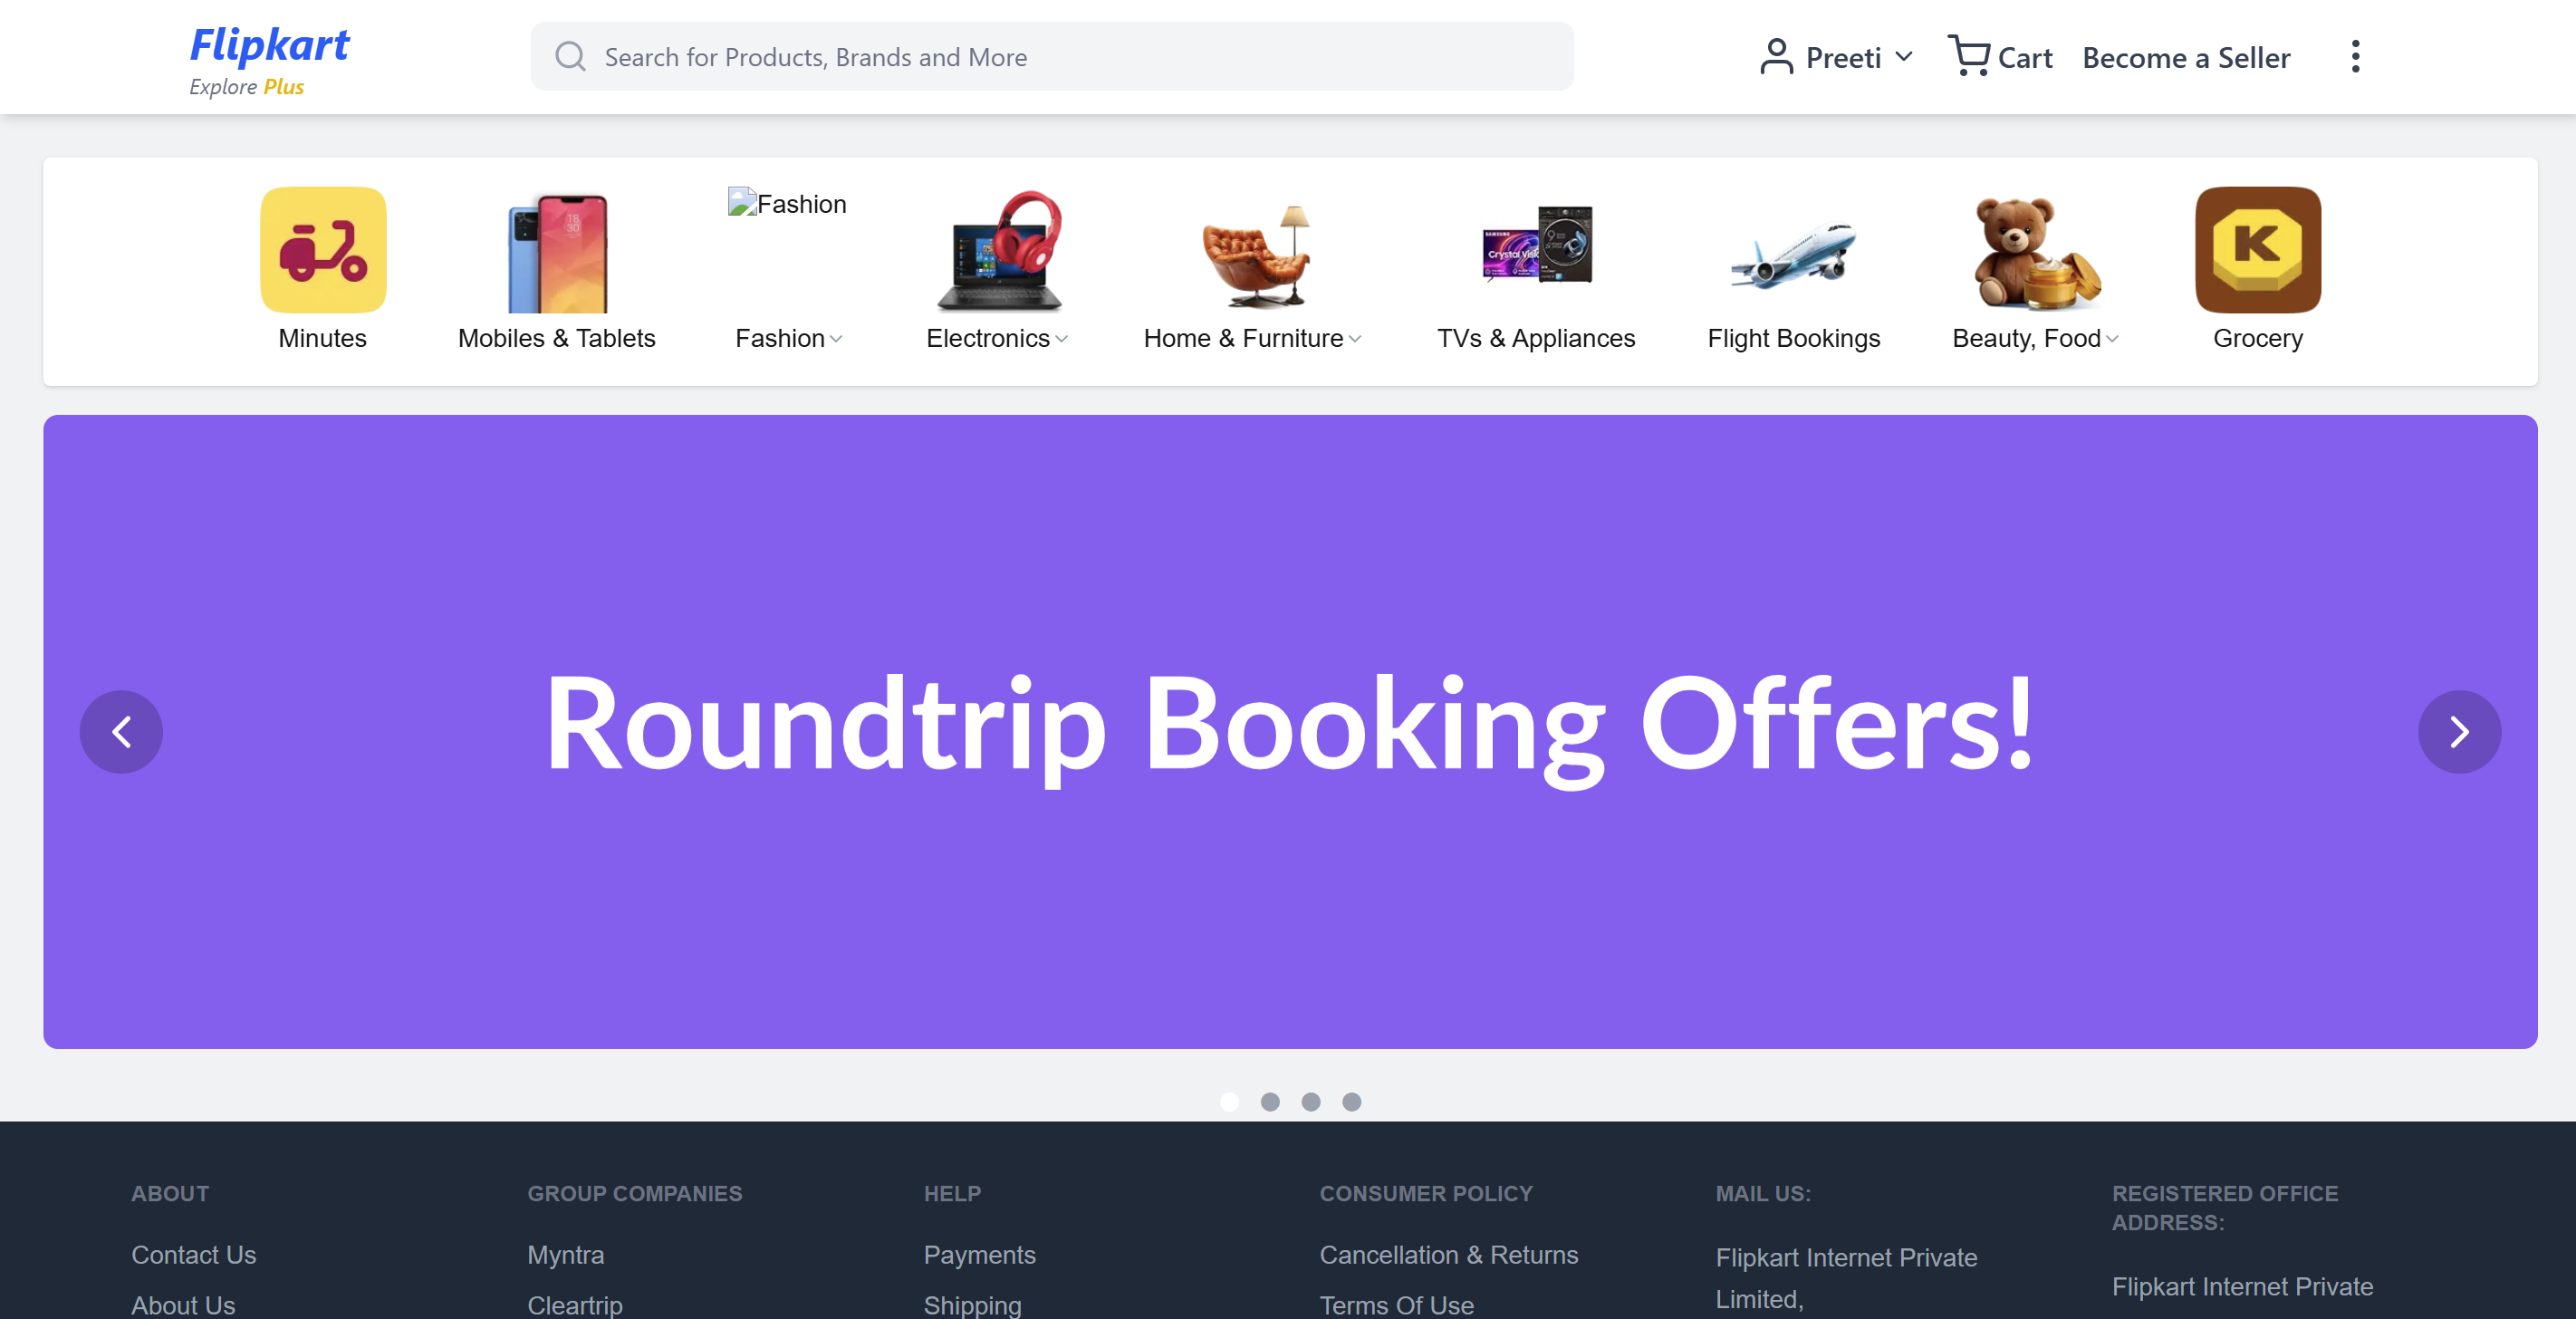 Flipkart
Explore Plus
Search for Products, Brands and More
Preeti
Cart
Become a Seller
Fashion
Minutes
Mobiles & Tablets
Fashion
Electronics
Home & Furniture
TVs & Appliances
Flight Bookings
Beauty, Food
Grocery
Roundtrip Booking Offers!
ABOUT
Contact Us
About Us
GROUP COMPANIES
Myntra
Cleartrip
HELP
Payments
Shipping
CONSUMER POLICY
Cancellation & Returns
Terms Of Use
MAIL US:
Flipkart Internet Private
Limited,
REGISTERED OFFICE
ADDRESS:
Flipkart Internet Private